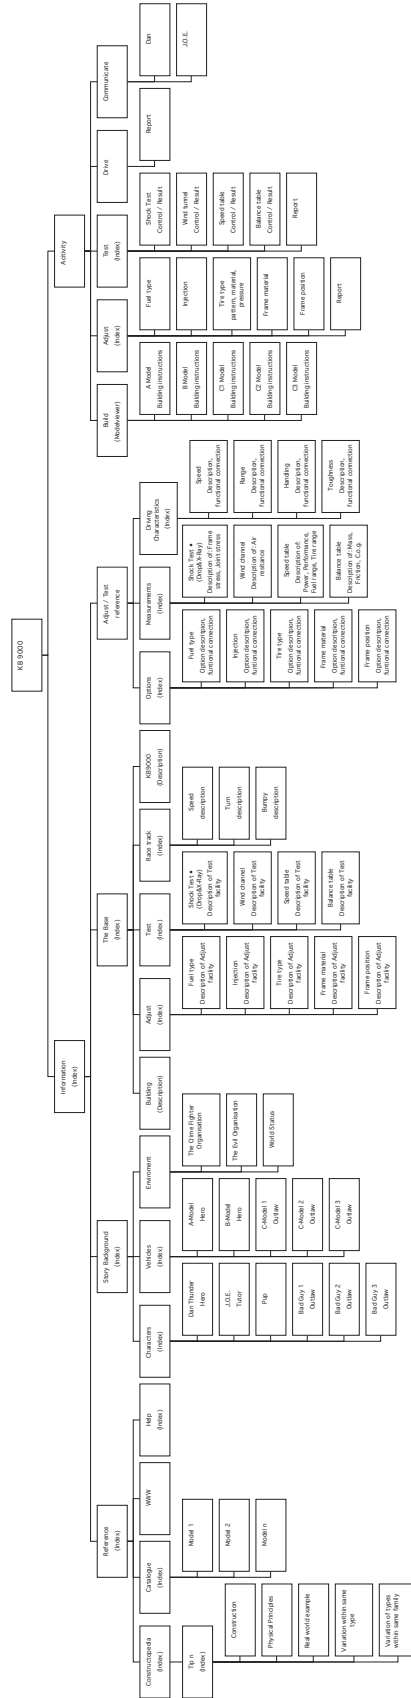 KB 9000
Information
(Index)
Activity
Reference
(Index)
Story Background
(Index)
The Base
(Index)
Adjust / Test
reference
Build
(Modelviewer)
Adjust
(Index)
Test
(Index)
Drive
Communicate
Constructopedia
(Index)
Catalogue
(Index)
WWW
Help
(Index)
Characters
(Index)
Vehicles
(Index)
Enviroment
Building
(Description)
Adjust
(Index)
Test
(Index)
Race track
(Index)
KB9000
(Description)
Options
(Index)
Measurements
(Index)
Driving
Characteristics
(Index)
Tip n
(Index)
Construction
Physical Principles
Real world example
Variation within same
type
Variation of types
within same family
Model 1
Model 2
Model n
Dan Thunder
Hero
J.O.E.
Tutor
Pup
Bad Guy 1
Outlaw
Bad Guy 2
Outlaw
Bad Guy 3
Outlaw
A-Model
Hero
B-Model
Hero
C-Model 1
Outlaw
C-Model 2
Outlaw
C-Model 3
Outlaw
The Crime Fighter
Organisation
The Evil Organisation
World Status
Fuel type
Description of Adjust
facility
Injection
Description of Adjust
facility
Tire type
Description of Adjust
facility
Frame material
Description of Adjust
facility
Frame position
Description of Adjust
facility
Shock Test •
(Drop&X-Ray)
Description of Test
facility
Wind channel
Description of Test
facility
Speed table
Description of Test
facility
Balance table
Description of Test
facility
Speed
description
Turn
description
Bumpy
description
Fuel type
Option description,
funtional connection
Injection
Option description,
funtional connection
Tire type
Option description,
funtional connection
Frame material
Option description,
funtional connection
Frame position
Option description,
funtional connection
Shock Test •
(Drop&X-Ray)
Description of: Frame
stress, Joint stress
Wind channel
Description of: Air
resitance
Speed table
Description of:
Power, Performance,
Fuel range, Tire range
Balance table
Description of: Mass,
Friction, C.o.g.
Speed
Description,
functional connection
Range
Description,
functional connection
Handling
Description,
functional connection
Toughness
Description,
functional connection
A Model
Building instructions
B Model
Building instructions
C1 Model
Building instructions
C2 Model
Building instructions
C3 Model
Building instructions
Fuel type
Injection
Tire type
pattern, material,
pressure
Frame material
Frame position
Report
Shock Test
Control / Result
Wind tunnel
Control / Result
Speed table
Control / Result
Balance table
Control / Result
Report
Report
Dan
J.O.E.